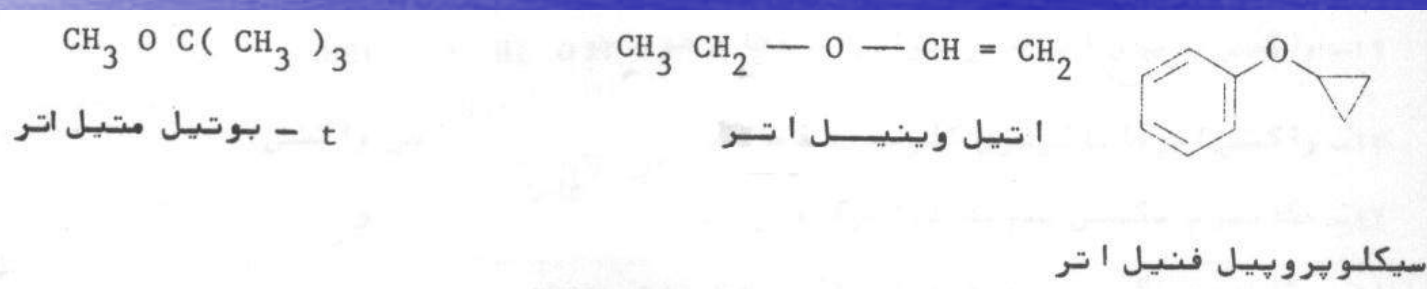 CH₃ O C( CH₃ )₃
CH₃ CH₂ — O — CH = CH₂
O
t – بوتیل متیل اتر
اتیل وینیل اتر
سیکلوپروپیل فنیل اتر